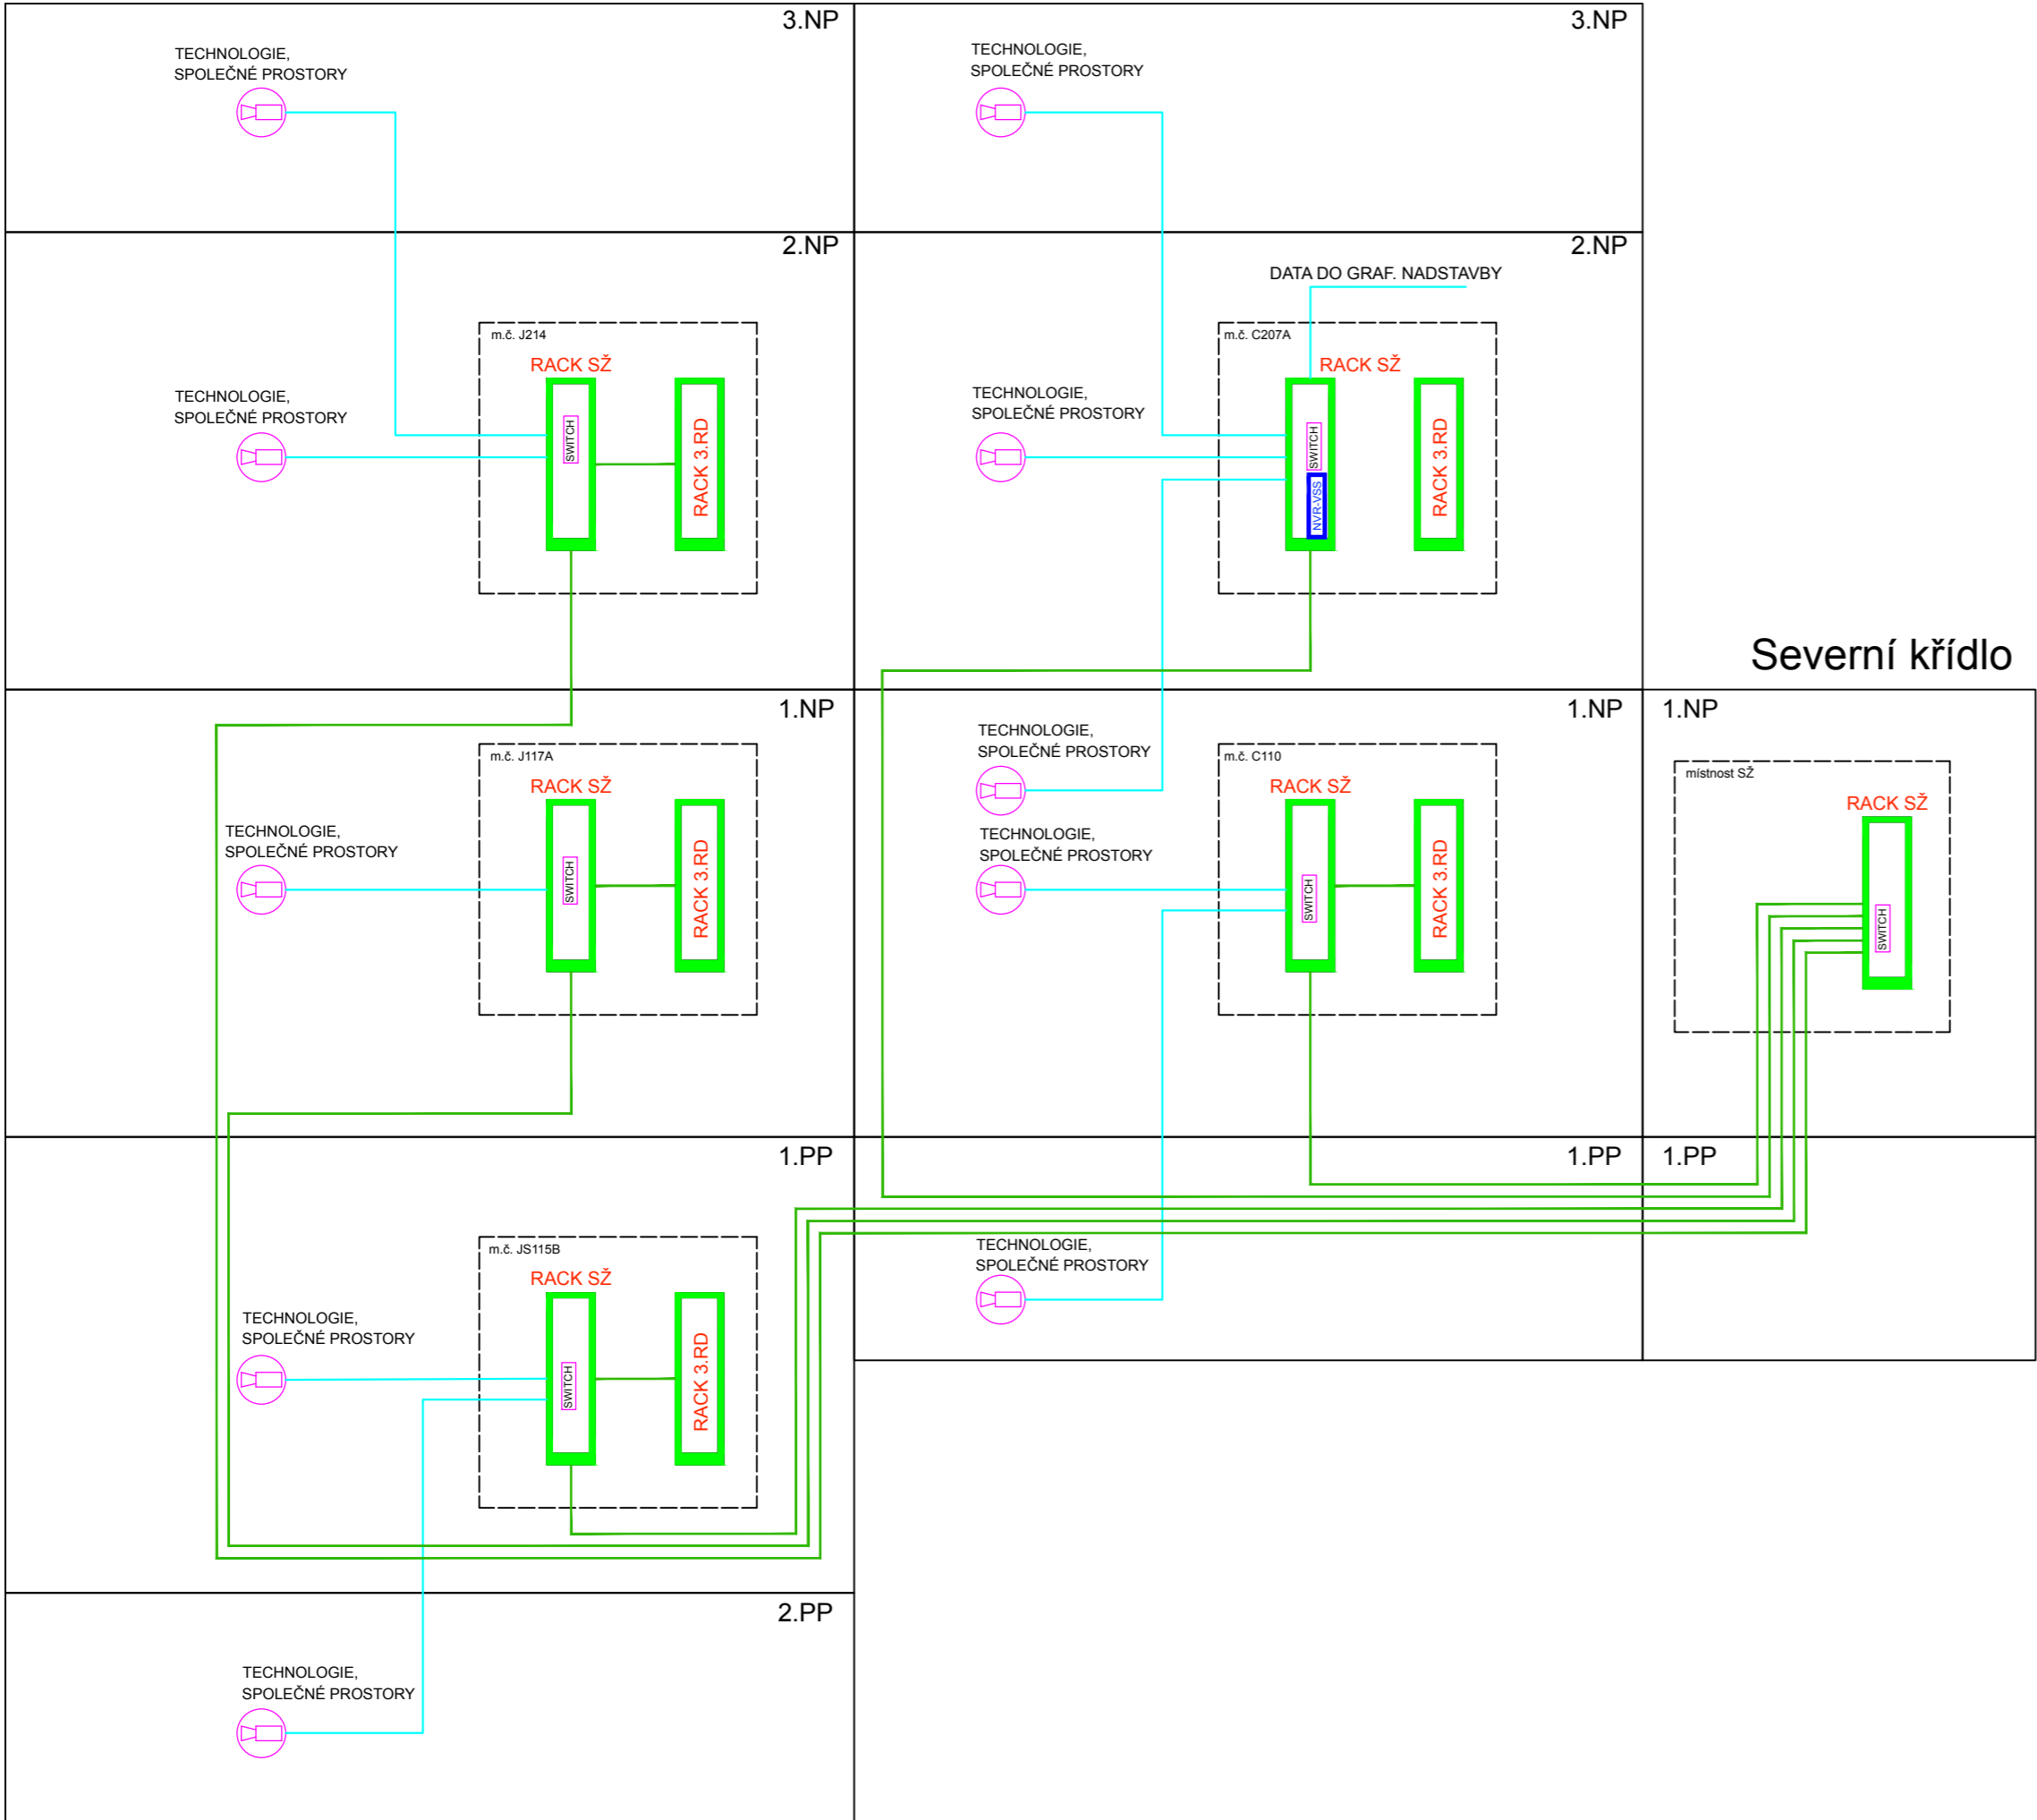 3.NP
TECHNOLOGIE,
SPOLEČNÉ PROSTORY
3.NP
TECHNOLOGIE,
SPOLEČNÉ PROSTORY
2.NP
m.č. J214
RACK SŽ
TECHNOLOGIE,
SPOLEČNÉ PROSTORY
SWITCH
RACK 3.RD
2.NP
DATA DO GRAF. NADSTAVBY
m.č. C207A
RACK SŽ
TECHNOLOGIE,
SPOLEČNÉ PROSTORY
SWITCH
NVR-VSS
RACK 3.RD
Severní křídlo
1.NP
m.č. J117A
RACK SŽ
TECHNOLOGIE,
SPOLEČNÉ PROSTORY
SWITCH
RACK 3.RD
1.NP
TECHNOLOGIE,
SPOLEČNÉ PROSTORY
m.č. C110
RACK SŽ
TECHNOLOGIE,
SPOLEČNÉ PROSTORY
SWITCH
RACK 3.RD
1.NP
místnost SŽ
RACK SŽ
SWITCH
1.PP
m.č. JS115B
RACK SŽ
TECHNOLOGIE,
SPOLEČNÉ PROSTORY
SWITCH
RACK 3.RD
1.PP
TECHNOLOGIE,
SPOLEČNÉ PROSTORY
1.PP
2.PP
TECHNOLOGIE,
SPOLEČNÉ PROSTORY